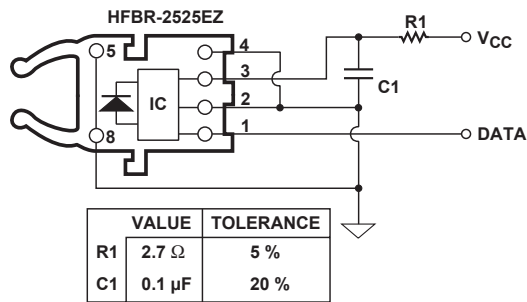 HFBR-2525EZ
R1
VCC
5
4
3
IC
C1
2
8
1
DATA
VALUE TOLERANCE
R1 2.7 Ω 5 %
C1 0.1 µF 20 %